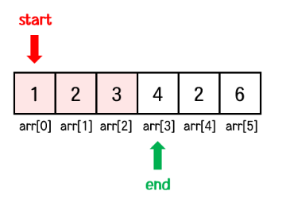 start
1 2 3 4 2 6
arr[0] arr[1] arr[2] arr[3] arr[4] arr[5]
end